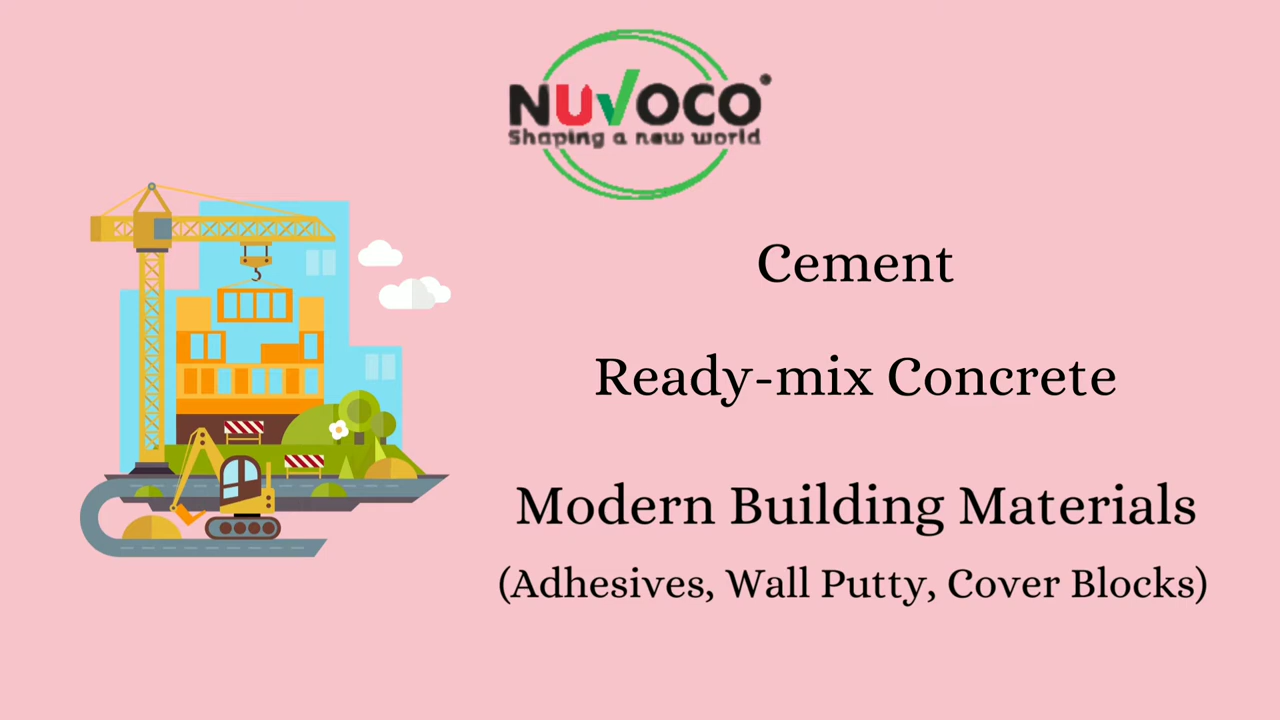 NUVOCO
Shaping a new world
Cement
Ready-mix Concrete
Modern Building Materials
(Adhesives, Wall Putty, Cover Blocks)